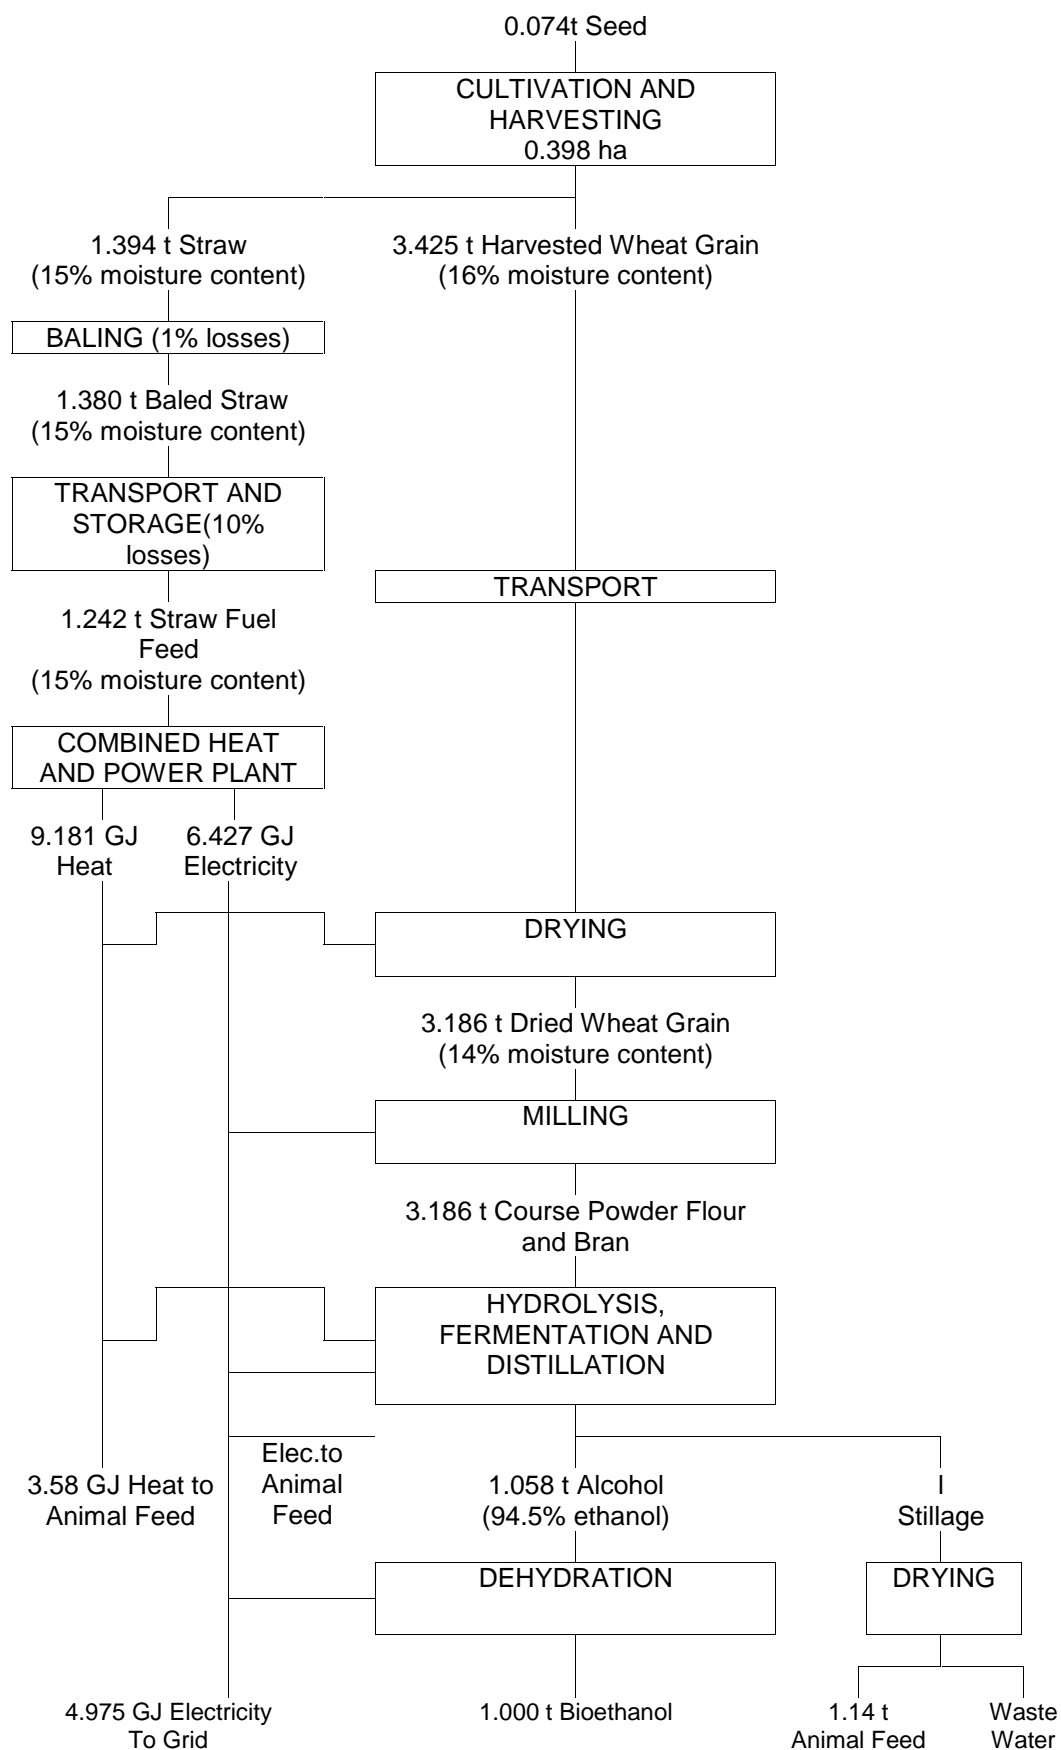 0.074t Seed
CULTIVATION AND
HARVESTING
0.398 ha
1.394 t Straw
(15% moisture content)
3.425 t Harvested Wheat Grain
(16% moisture content)
BALING (1% losses)
1.380 t Baled Straw
(15% moisture content)
TRANSPORT AND
STORAGE(10%
losses)
TRANSPORT
1.242 t Straw Fuel
Feed
(15% moisture content)
COMBINED HEAT
AND POWER PLANT
9.181 GJ
Heat
6.427 GJ
Electricity
DRYING
3.186 t Dried Wheat Grain
(14% moisture content)
MILLING
3.186 t Course Powder Flour
and Bran
HYDROLYSIS,
FERMENTATION AND
DISTILLATION
Elec.to
Animal
Feed
3.58 GJ Heat to
Animal Feed
1.058 t Alcohol
(94.5% ethanol)
I
Stillage
DEHYDRATION
DRYING
4.975 GJ Electricity
To Grid
1.000 t Bioethanol
1.14 t
Animal Feed
Waste
Water